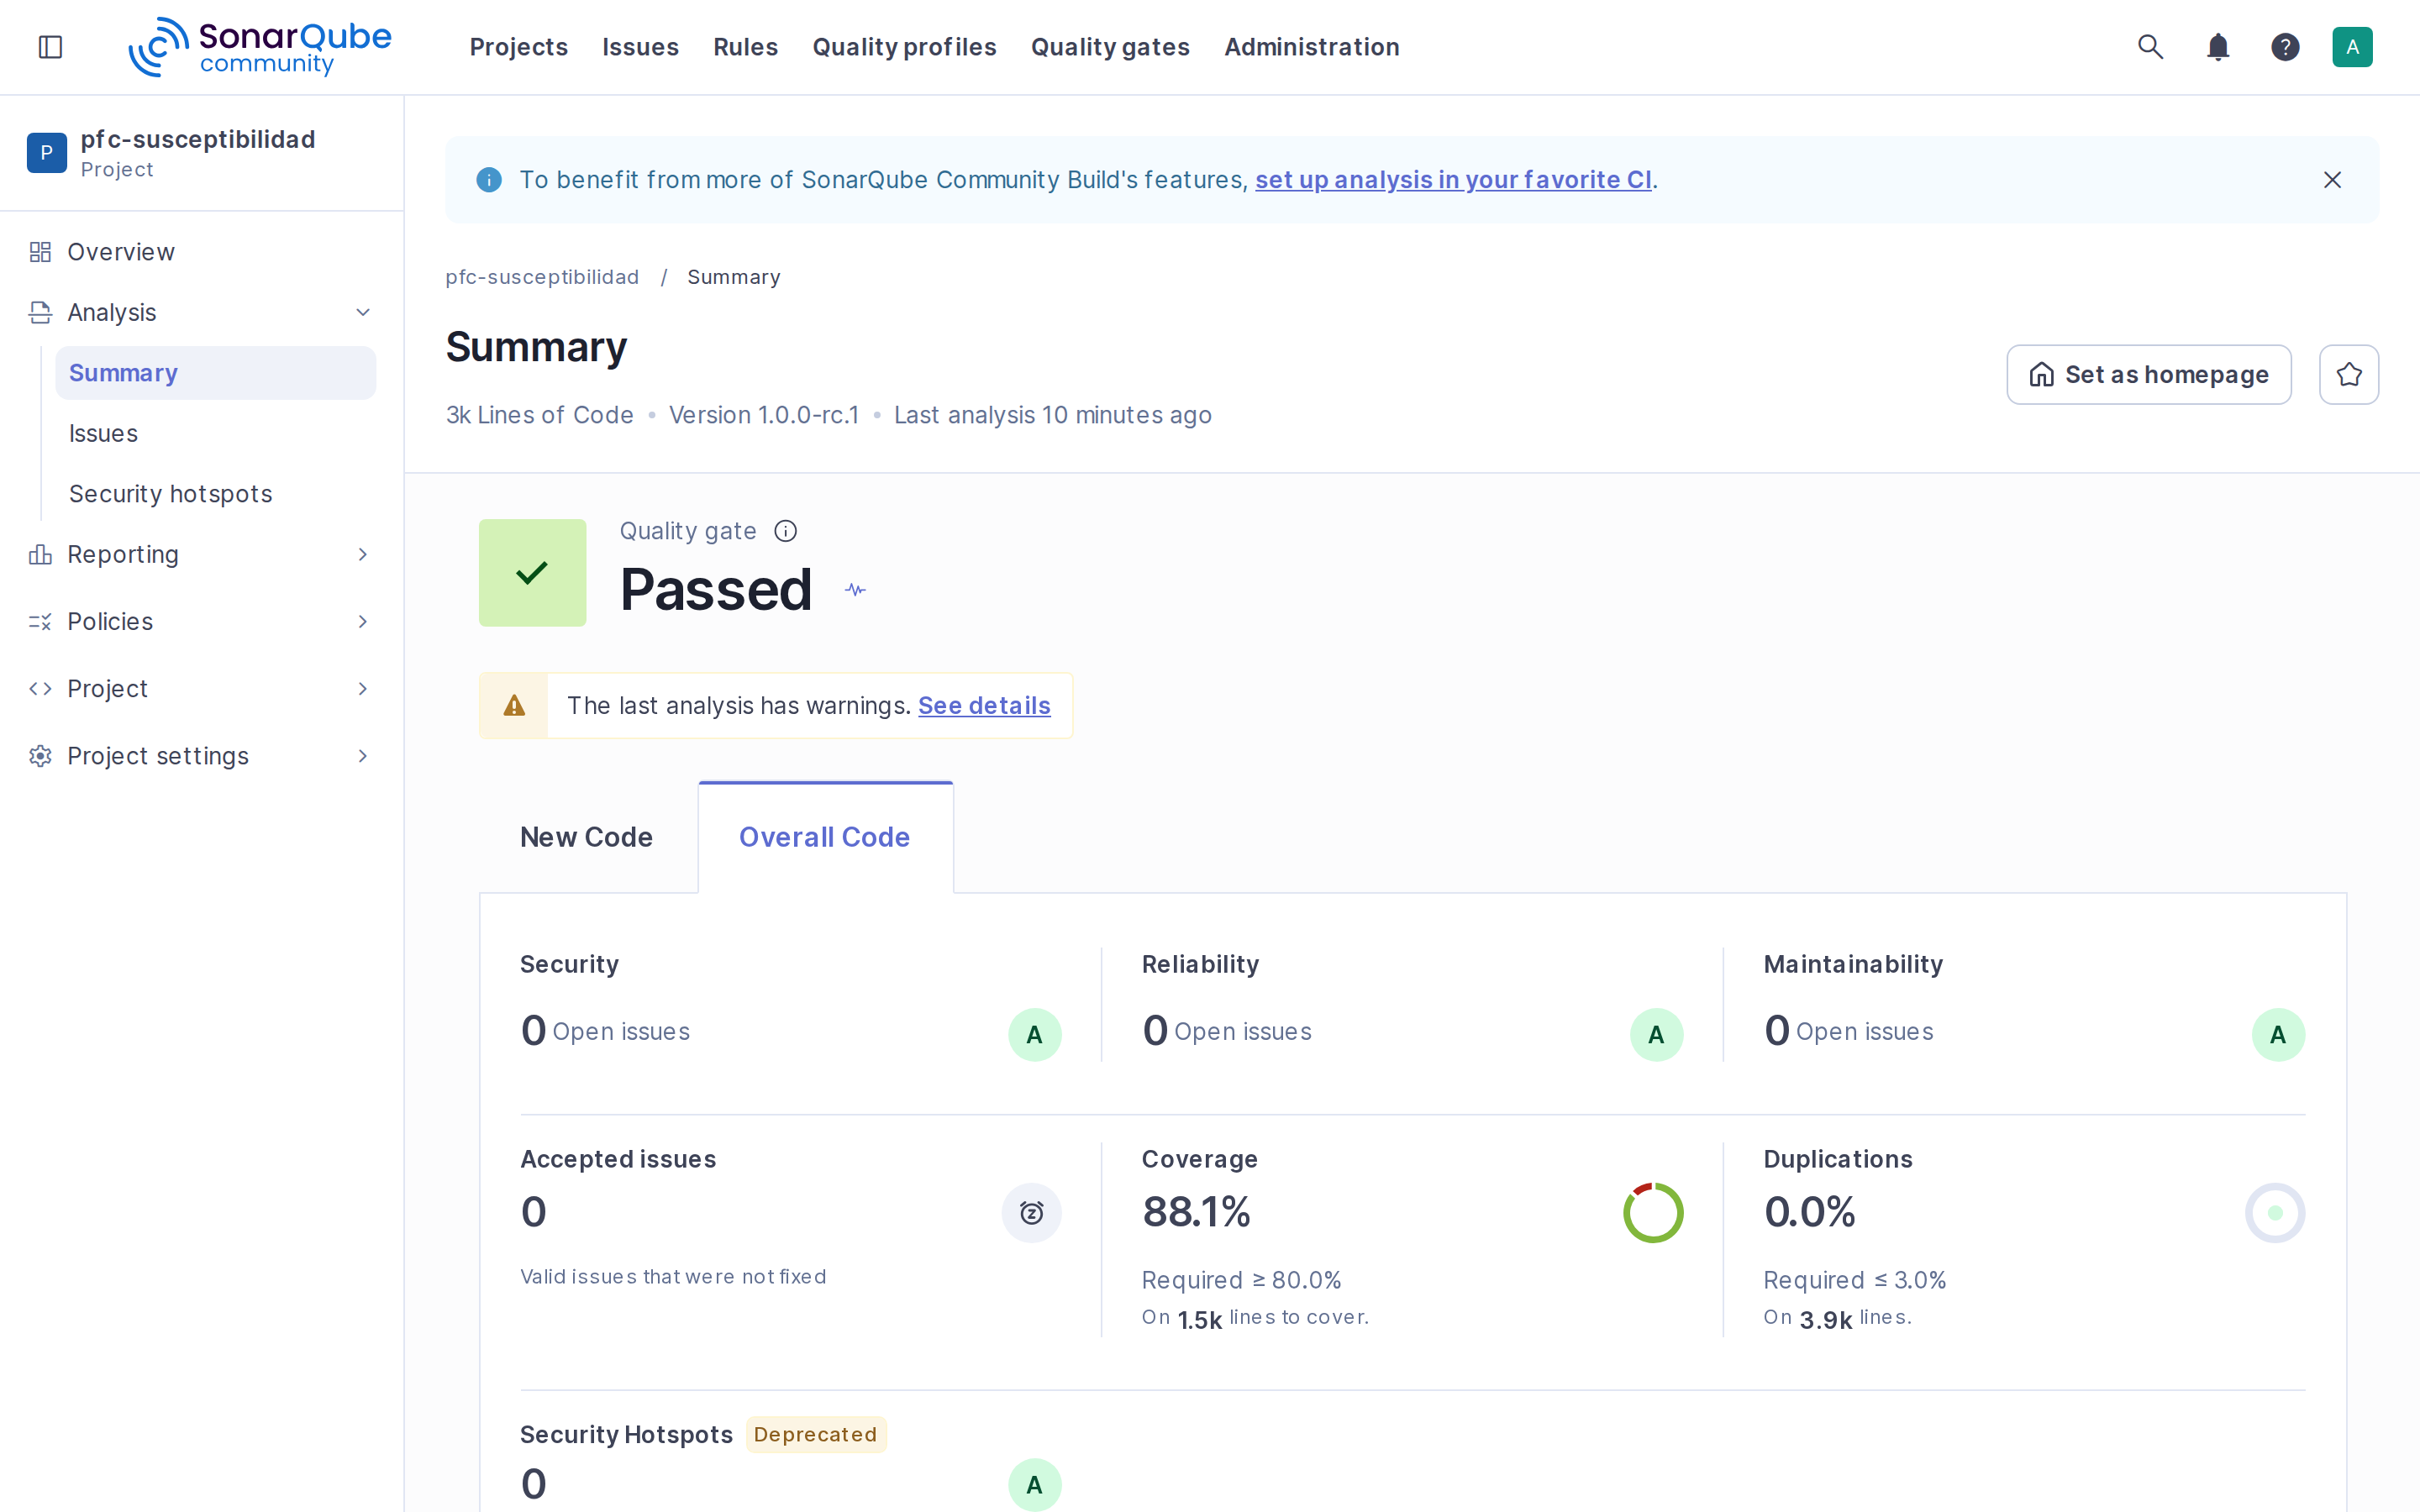 SonarQube
community
Projects Issues Rules Quality profiles Quality gates Administration
? A
P
pfc-susceptibilidad
Project
Overview
Analysis
Summary
Issues
Security hotspots
Reporting
Policies
Project
Project settings
To benefit from more of SonarQube Community Build's features, set up analysis in your favorite CI.
pfc-susceptibilidad / Summary
Summary
Set as homepage
3k Lines of Code • Version 1.0.0-rc.1 • Last analysis 10 minutes ago
Quality gate
Passed
The last analysis has warnings. See details
New Code Overall Code
Security Reliability Maintainability
0 Open issues A 0 Open issues A 0 Open issues A
Accepted issues Coverage Duplications
0 88.1% 0.0%
Valid issues that were not fixed Required ≥ 80.0% Required ≤ 3.0%
On 1.5k lines to cover. On 3.9k lines.
Security Hotspots Deprecated
0 A